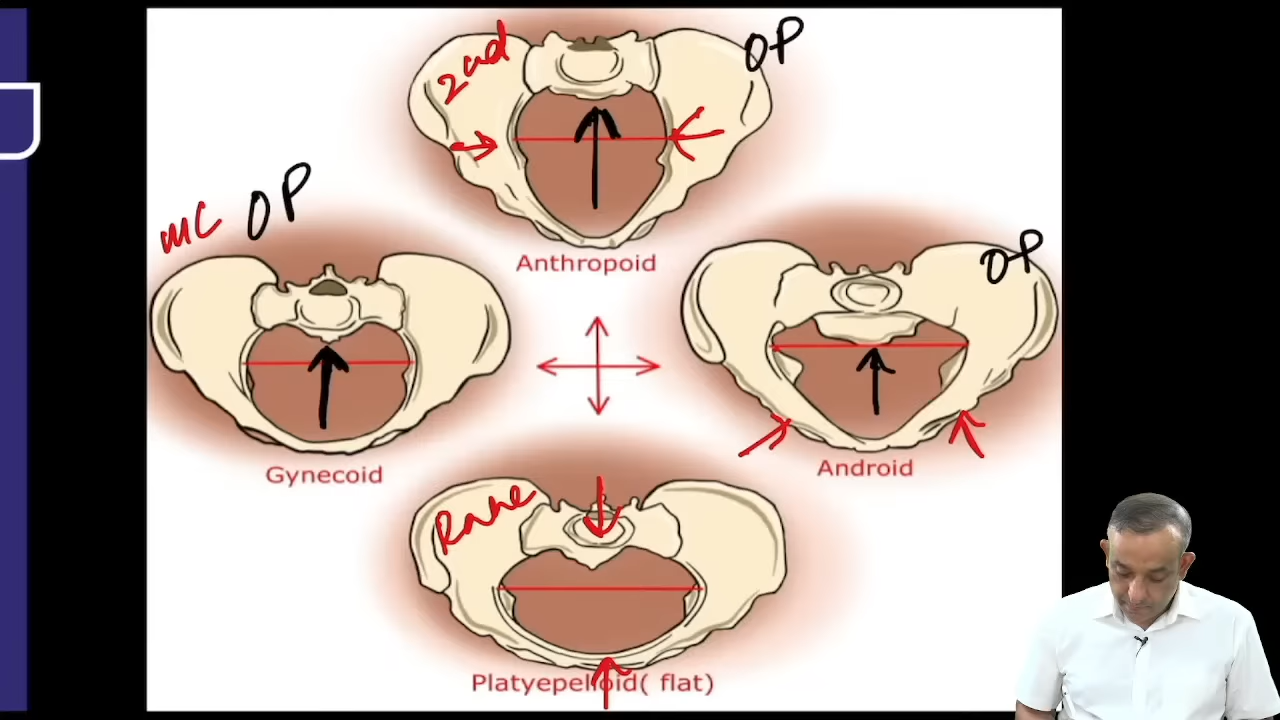 2nd
OP
Anthropoid
MC OP
OP
Gynecoid
Android
Rare
Platyepelloid( flat)